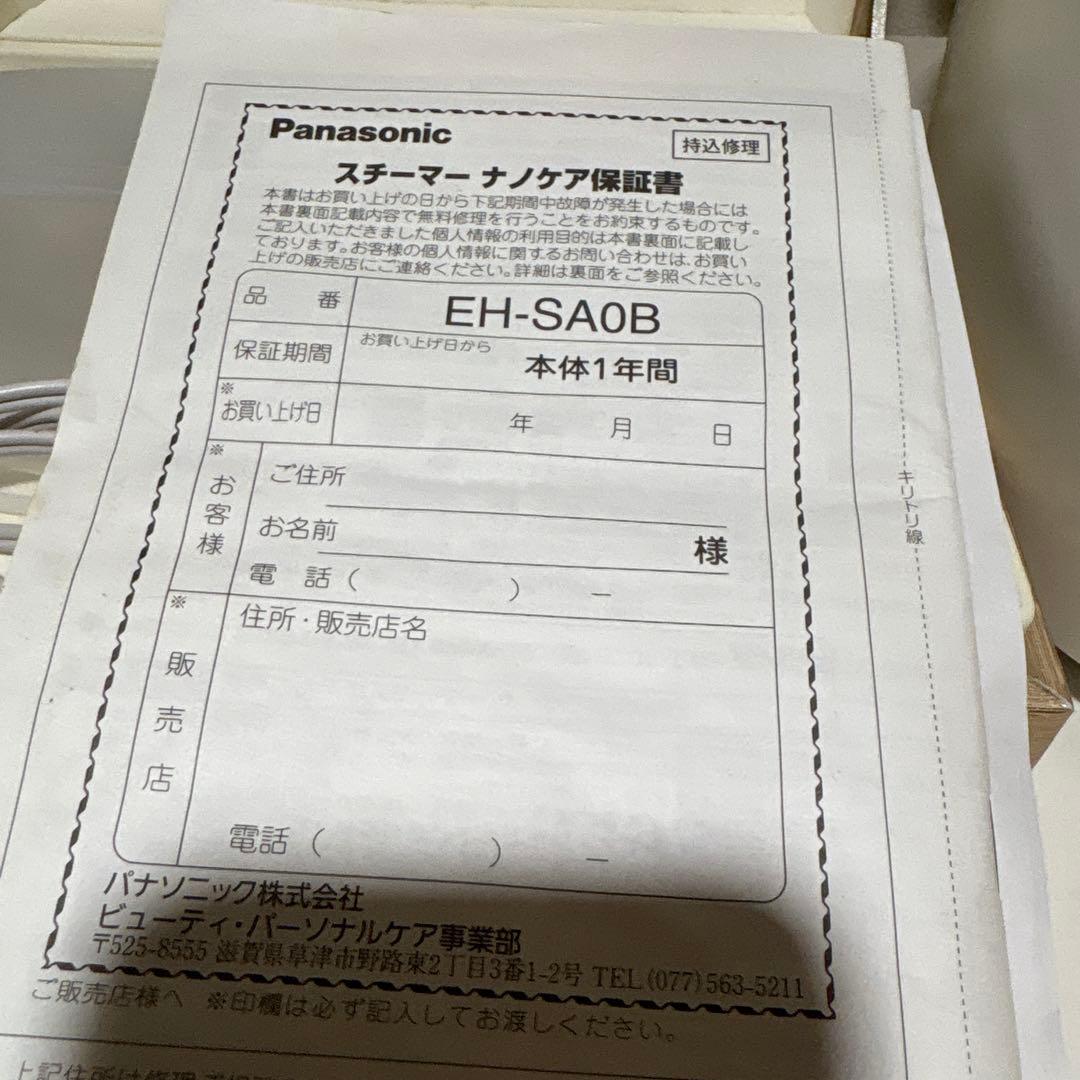 Panasonic
持込修理
スチーマー ナノケア保証書
本書はお買い上げの日から下記期間中故障が発生した場合には
本書裏面記載内容で無料修理を行うことをお約束するものです。
ご記入いただきました個人情報の利用目的は本書裏面に記載し
ております。お客様の個人情報に関するお問い合わせは、お買い
上げの販売店にご連絡ください。詳細は裏面をご参照ください。
品番 EH-SA0B
保証期間 お買い上げ日から 本体1年間
※お買い上げ日 年 月 日
※お客様
ご住所
お名前 様
電話( ) ー
※販売店
住所・販売店名
電話( ) ー
パナソニック株式会社
ビューティ・パーソナルケア事業部
〒525-8555 滋賀県草津市野路東2丁目3番1-2号 TEL(077)563-5211
ご販売店様へ ※印欄は必ず記入してお渡しください。
キリトリ線
上記住所は修理